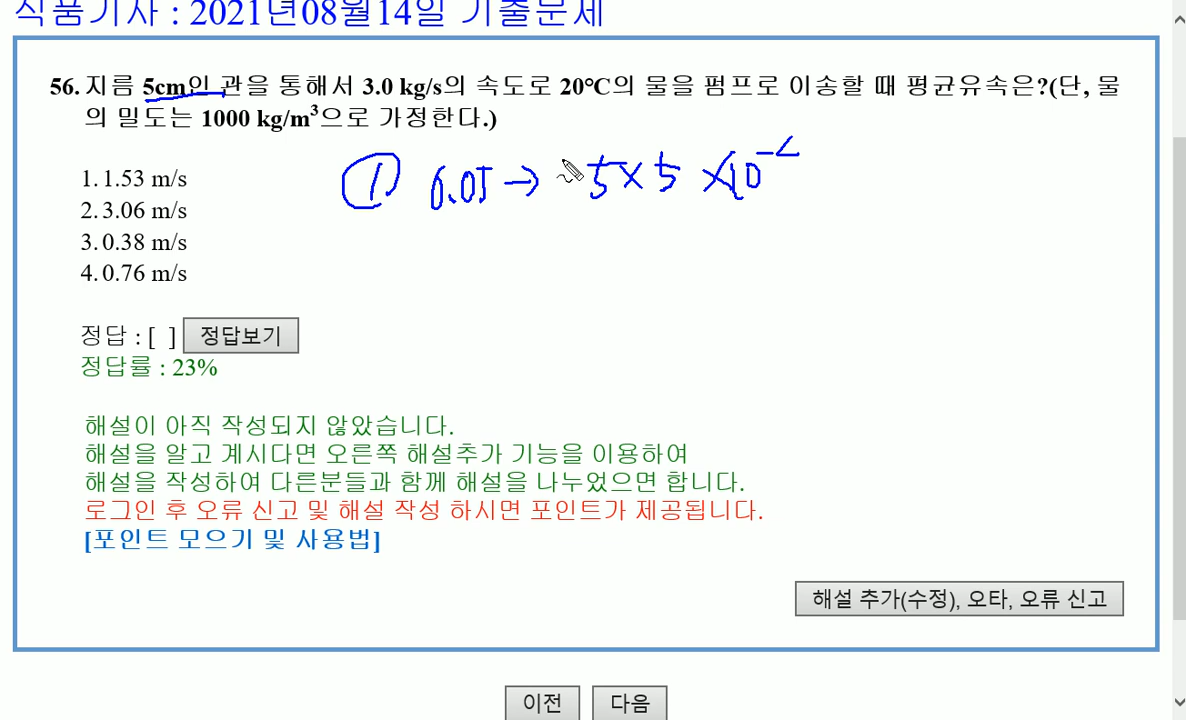 식품기사 : 2021년08월14일 기출문제
56. 지름 5cm인 관을 통해서 3.0 kg/s의 속도로 20℃의 물을 펌프로 이송할 때 평균유속은?(단, 물
의 밀도는 1000 kg/m³으로 가정한다.)
① 0.05 → 5×5 ×10⁻⁴
1. 1.53 m/s
2. 3.06 m/s
3. 0.38 m/s
4. 0.76 m/s
정답 : [ ] 정답보기
정답률 : 23%
해설이 아직 작성되지 않았습니다.
해설을 알고 계시다면 오른쪽 해설추가 기능을 이용하여
해설을 작성하여 다른분들과 함께 해설을 나누었으면 합니다.
로그인 후 오류 신고 및 해설 작성 하시면 포인트가 제공됩니다.
[포인트 모으기 및 사용법]
해설 추가(수정), 오타, 오류 신고
이전 다음